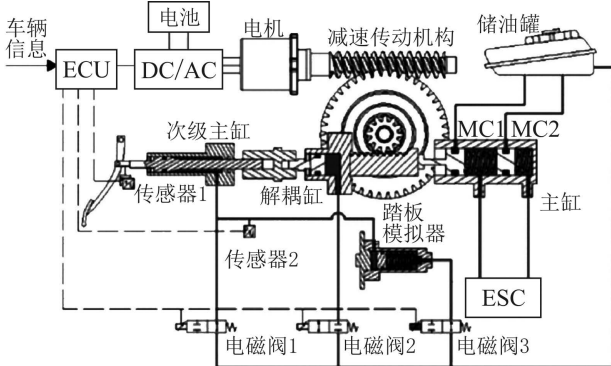 电池
车辆
信息
ECU
DC/AC
电机
减速传动机构
储油罐
次级主缸
MC1
MC2
传感器1
解耦缸
主缸
踏板
模拟器
传感器2
ESC
电磁阀1
电磁阀2
电磁阀3